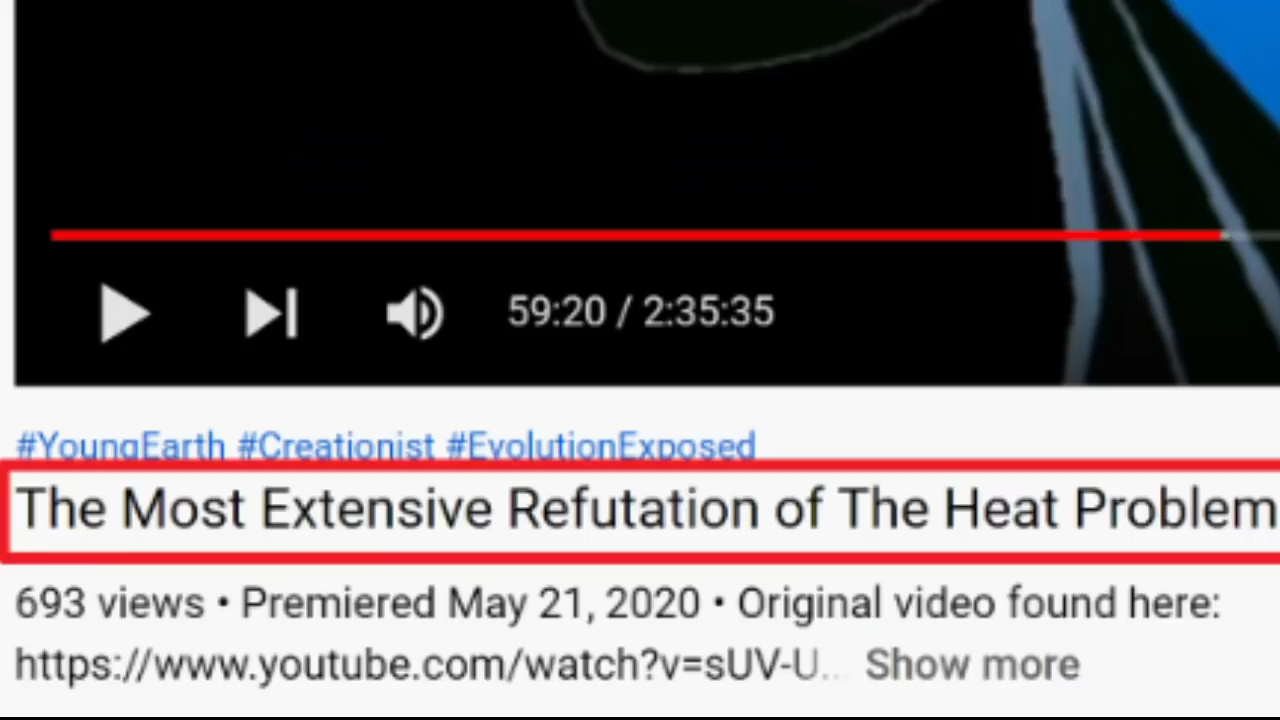 59:20 / 2:35:35
#YoungEarth #Creationist #EvolutionExposed
The Most Extensive Refutation of The Heat Problem
693 views • Premiered May 21, 2020 • Original video found here:
https://www.youtube.com/watch?v=sUV-U... Show more